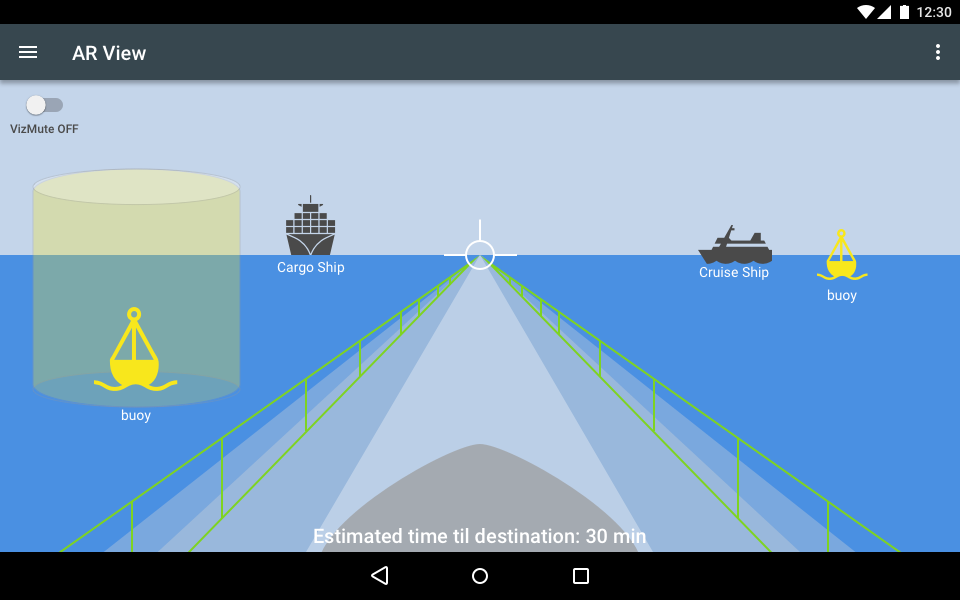 12:30
AR View
VizMute OFF
Cargo Ship
Cruise Ship
buoy
buoy
Estimated time til destination: 30 min